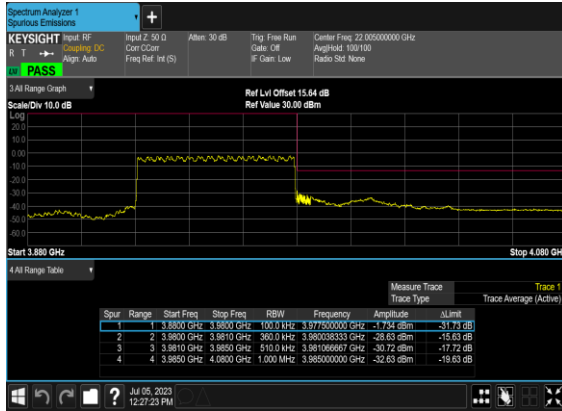 Spectrum Analyzer 1
Spurious Emissions
+
KEYSIGHT Input: RF Input Z: 50 Ω Atten: 30 dB Trig: Free Run Center Freq: 22.005000000 GHz
R T Coupling: DC Corr CCorr Gate: Off Avg|Hold: 100/100
Align: Auto Freq Ref: Int (S) IF Gain: Low Radio Std: None
PASS
3 All Range Graph Ref Lvl Offset 15.64 dB
Scale/Div 10.0 dB Ref Value 30.00 dBm
Log
20.0
10.0
0.00
-10.0
-20.0
-30.0
-40.0
-50.0
-60.0
Start 3.880 GHz Stop 4.080 GH
4 All Range Table
Measure Trace Trace 1
Trace Type Trace Average (Active)
Spur Range Start Freq Stop Freq RBW Frequency Amplitude ΔLimit
1 1 3.8800 GHz 3.9800 GHz 100.0 kHz 3.977500000 GHz -1.734 dBm -31.73 dB
2 2 3.9800 GHz 3.9810 GHz 360.0 kHz 3.980038333 GHz -28.63 dBm -15.63 dB
3 3 3.9810 GHz 3.9850 GHz 510.0 kHz 3.981066667 GHz -30.72 dBm -17.72 dB
4 4 3.9850 GHz 4.0800 GHz 1.000 MHz 3.985000000 GHz -32.63 dBm -19.63 dB
? Jul 05, 2023
12:27:23 PM